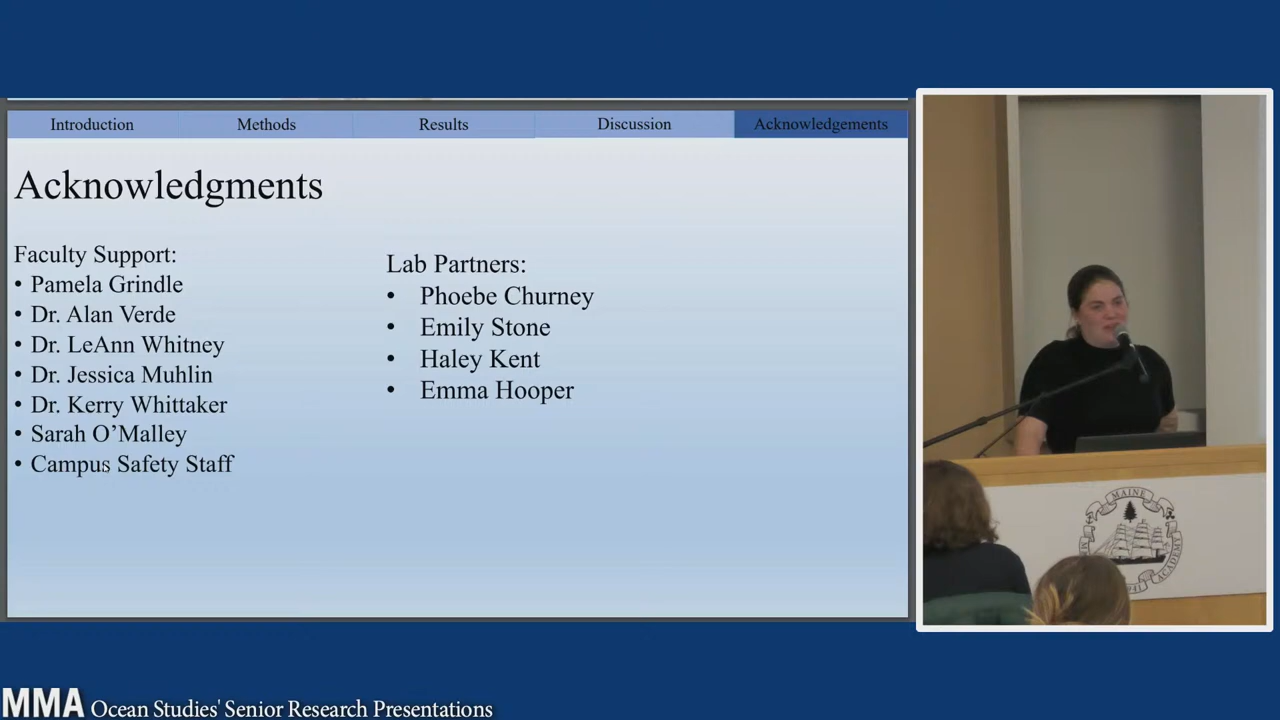 Introduction
Methods
Results
Discussion
Acknowledgements
Acknowledgments
Faculty Support:
• Pamela Grindle
• Dr. Alan Verde
• Dr. LeAnn Whitney
• Dr. Jessica Muhlin
• Dr. Kerry Whittaker
• Sarah O’Malley
• Campus Safety Staff
Lab Partners:
• Phoebe Churney
• Emily Stone
• Haley Kent
• Emma Hooper
MAINE
ACADEMY
MMA Ocean Studies' Senior Research Presentations